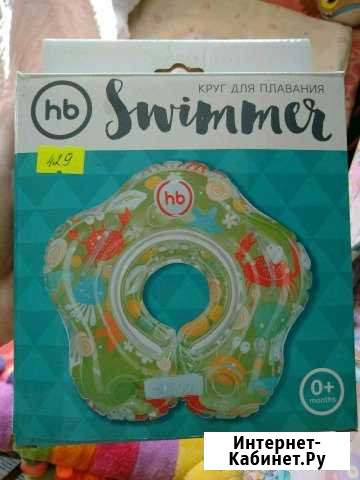 hb
КРУГ ДЛЯ ПЛАВАНИЯ
Swimmer
429
hb
0+
months
Интернет-
Кабинет.Ру